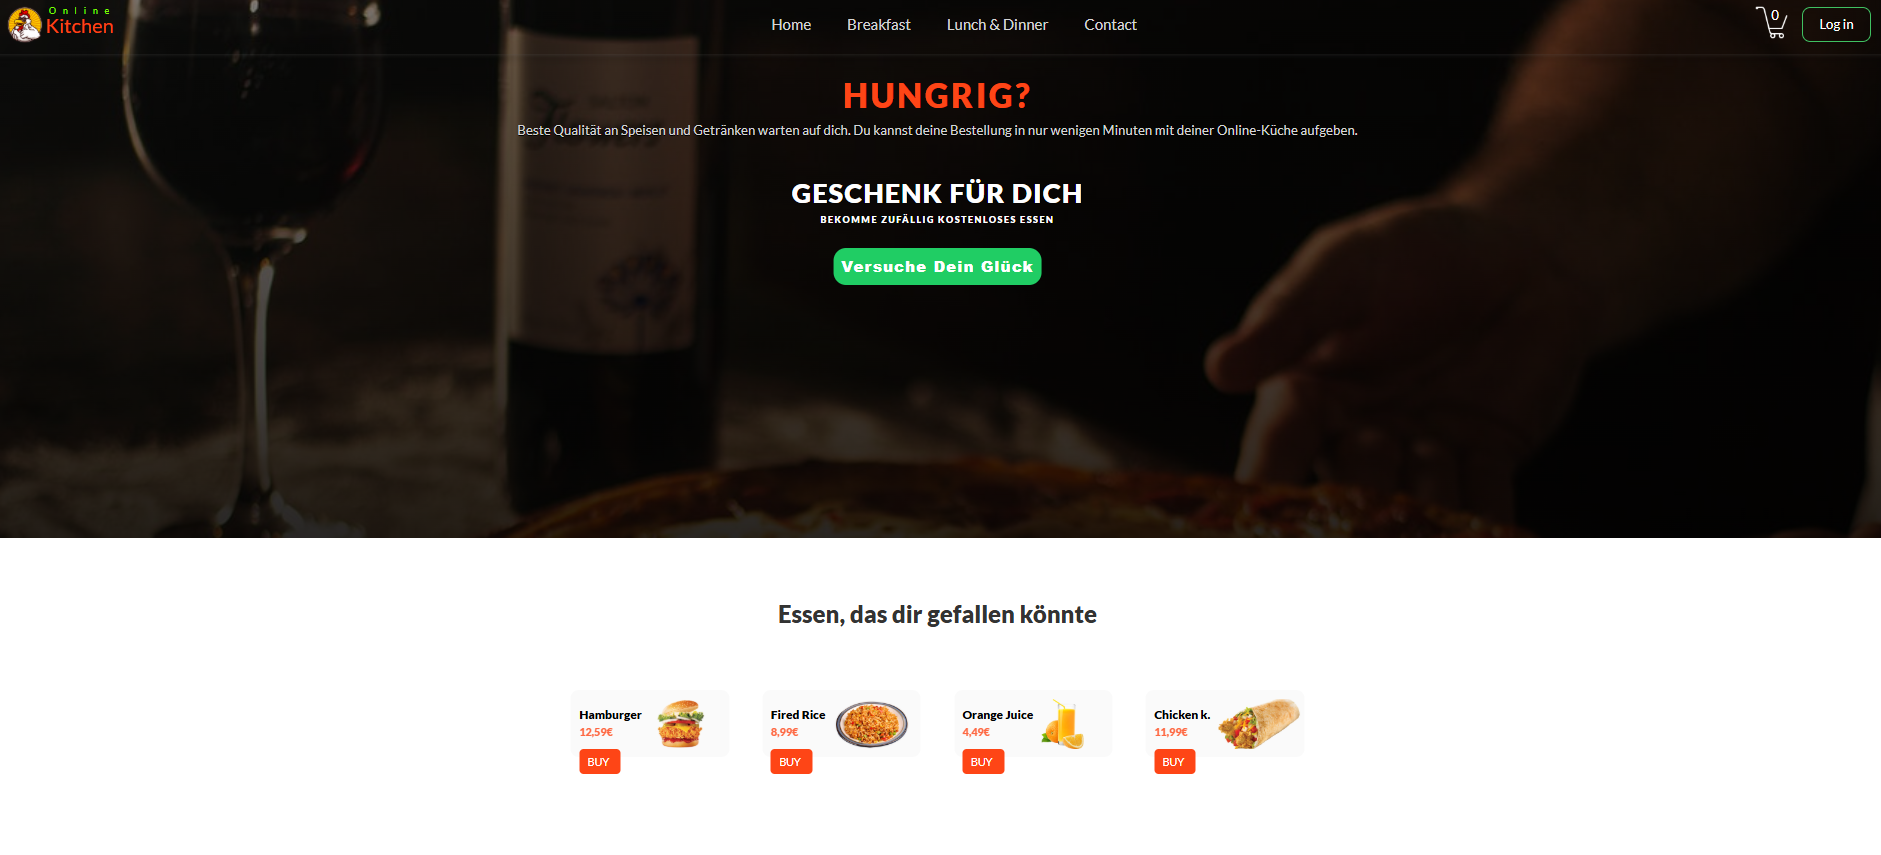 Online
Kitchen
Home Breakfast Lunch & Dinner Contact
0
Log in
HUNGRIG?
Beste Qualität an Speisen und Getränken warten auf dich. Du kannst deine Bestellung in nur wenigen Minuten mit deiner Online-Küche aufgeben.
GESCHENK FÜR DICH
BEKOMME ZUFÄLLIG KOSTENLOSES ESSEN
Versuche Dein Glück
Essen, das dir gefallen könnte
Hamburger
12,59€
BUY
Fired Rice
8,99€
BUY
Orange Juice
4,49€
BUY
Chicken k.
11,99€
BUY